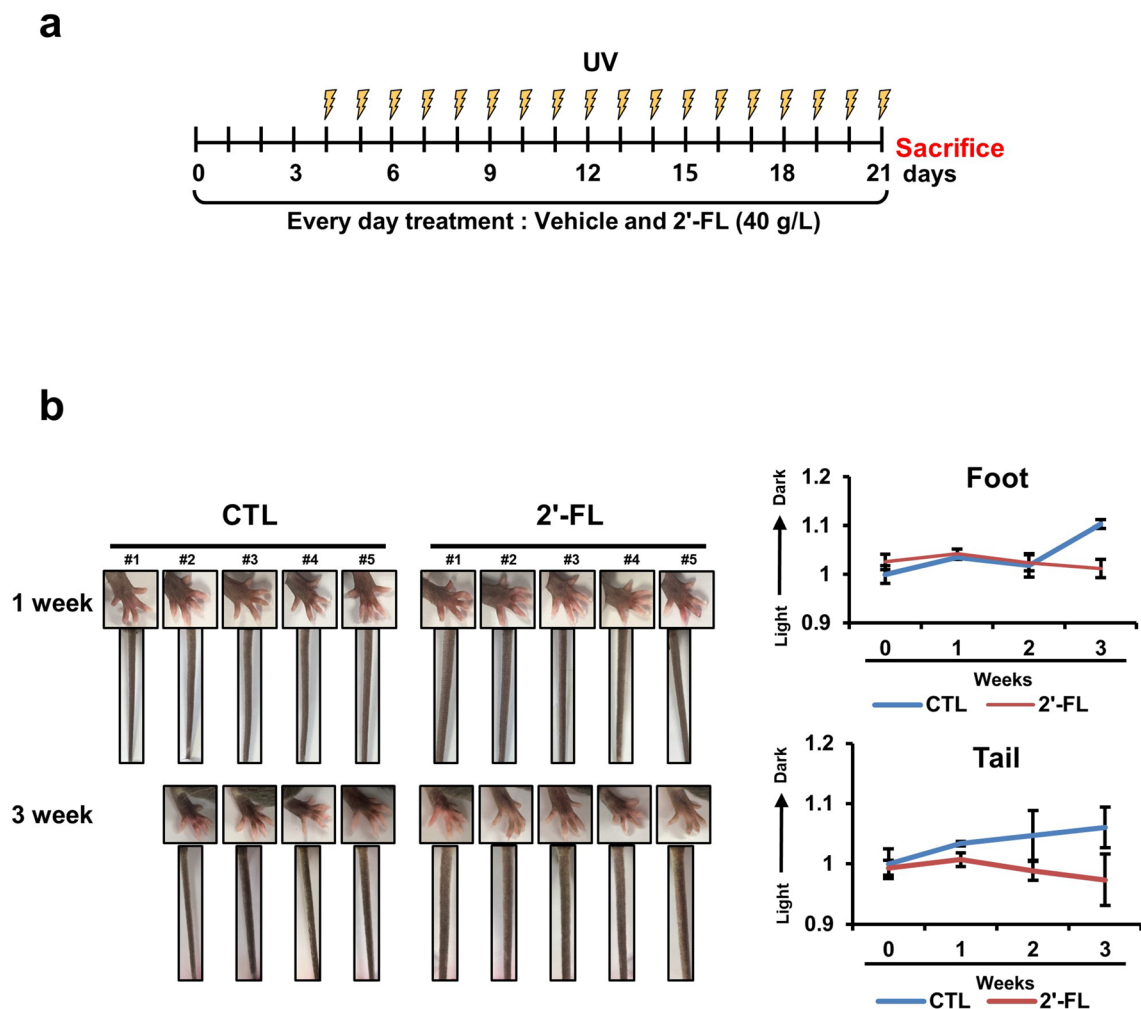 a
UV
0 3 6 9 12 15 18 21 days
Sacrifice
Every day treatment : Vehicle and 2'-FL (40 g/L)
b
CTL 2'-FL
#1 #2 #3 #4 #5 #1 #2 #3 #4 #5
1 week
3 week
Foot
Light Dark
1.2
1.1
1
0.9
0 1 2 3
Weeks
CTL 2'-FL
Tail
Light Dark
1.2
1.1
1
0.9
0 1 2 3
Weeks
CTL 2'-FL